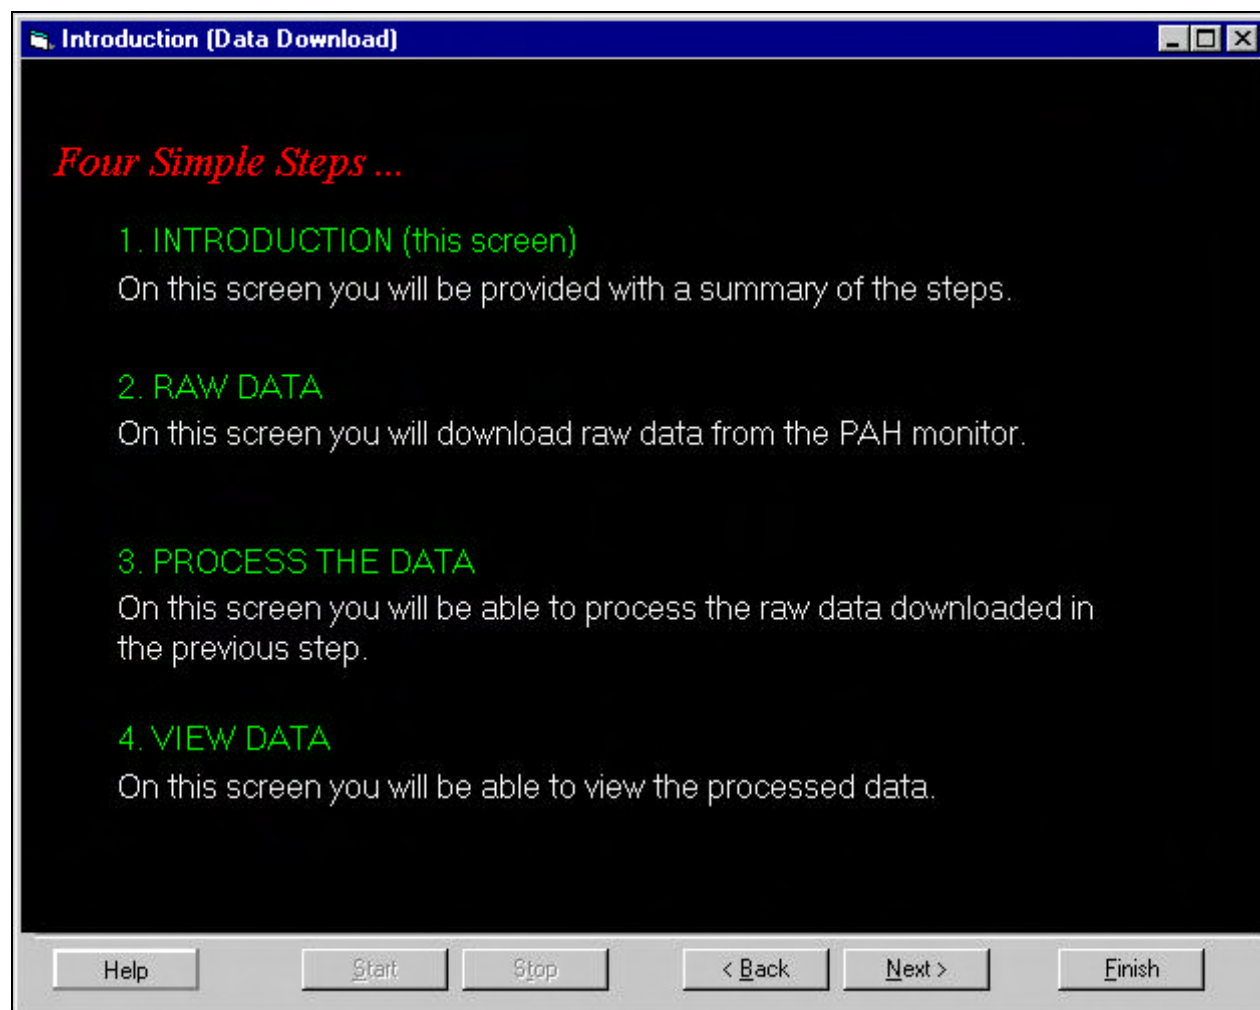 Introduction (Data Download)
Four Simple Steps ...
1. INTRODUCTION (this screen)
On this screen you will be provided with a summary of the steps.
2. RAW DATA
On this screen you will download raw data from the PAH monitor.
3. PROCESS THE DATA
On this screen you will be able to process the raw data downloaded in
the previous step.
4. VIEW DATA
On this screen you will be able to view the processed data.
Help Start Stop < Back Next > Finish